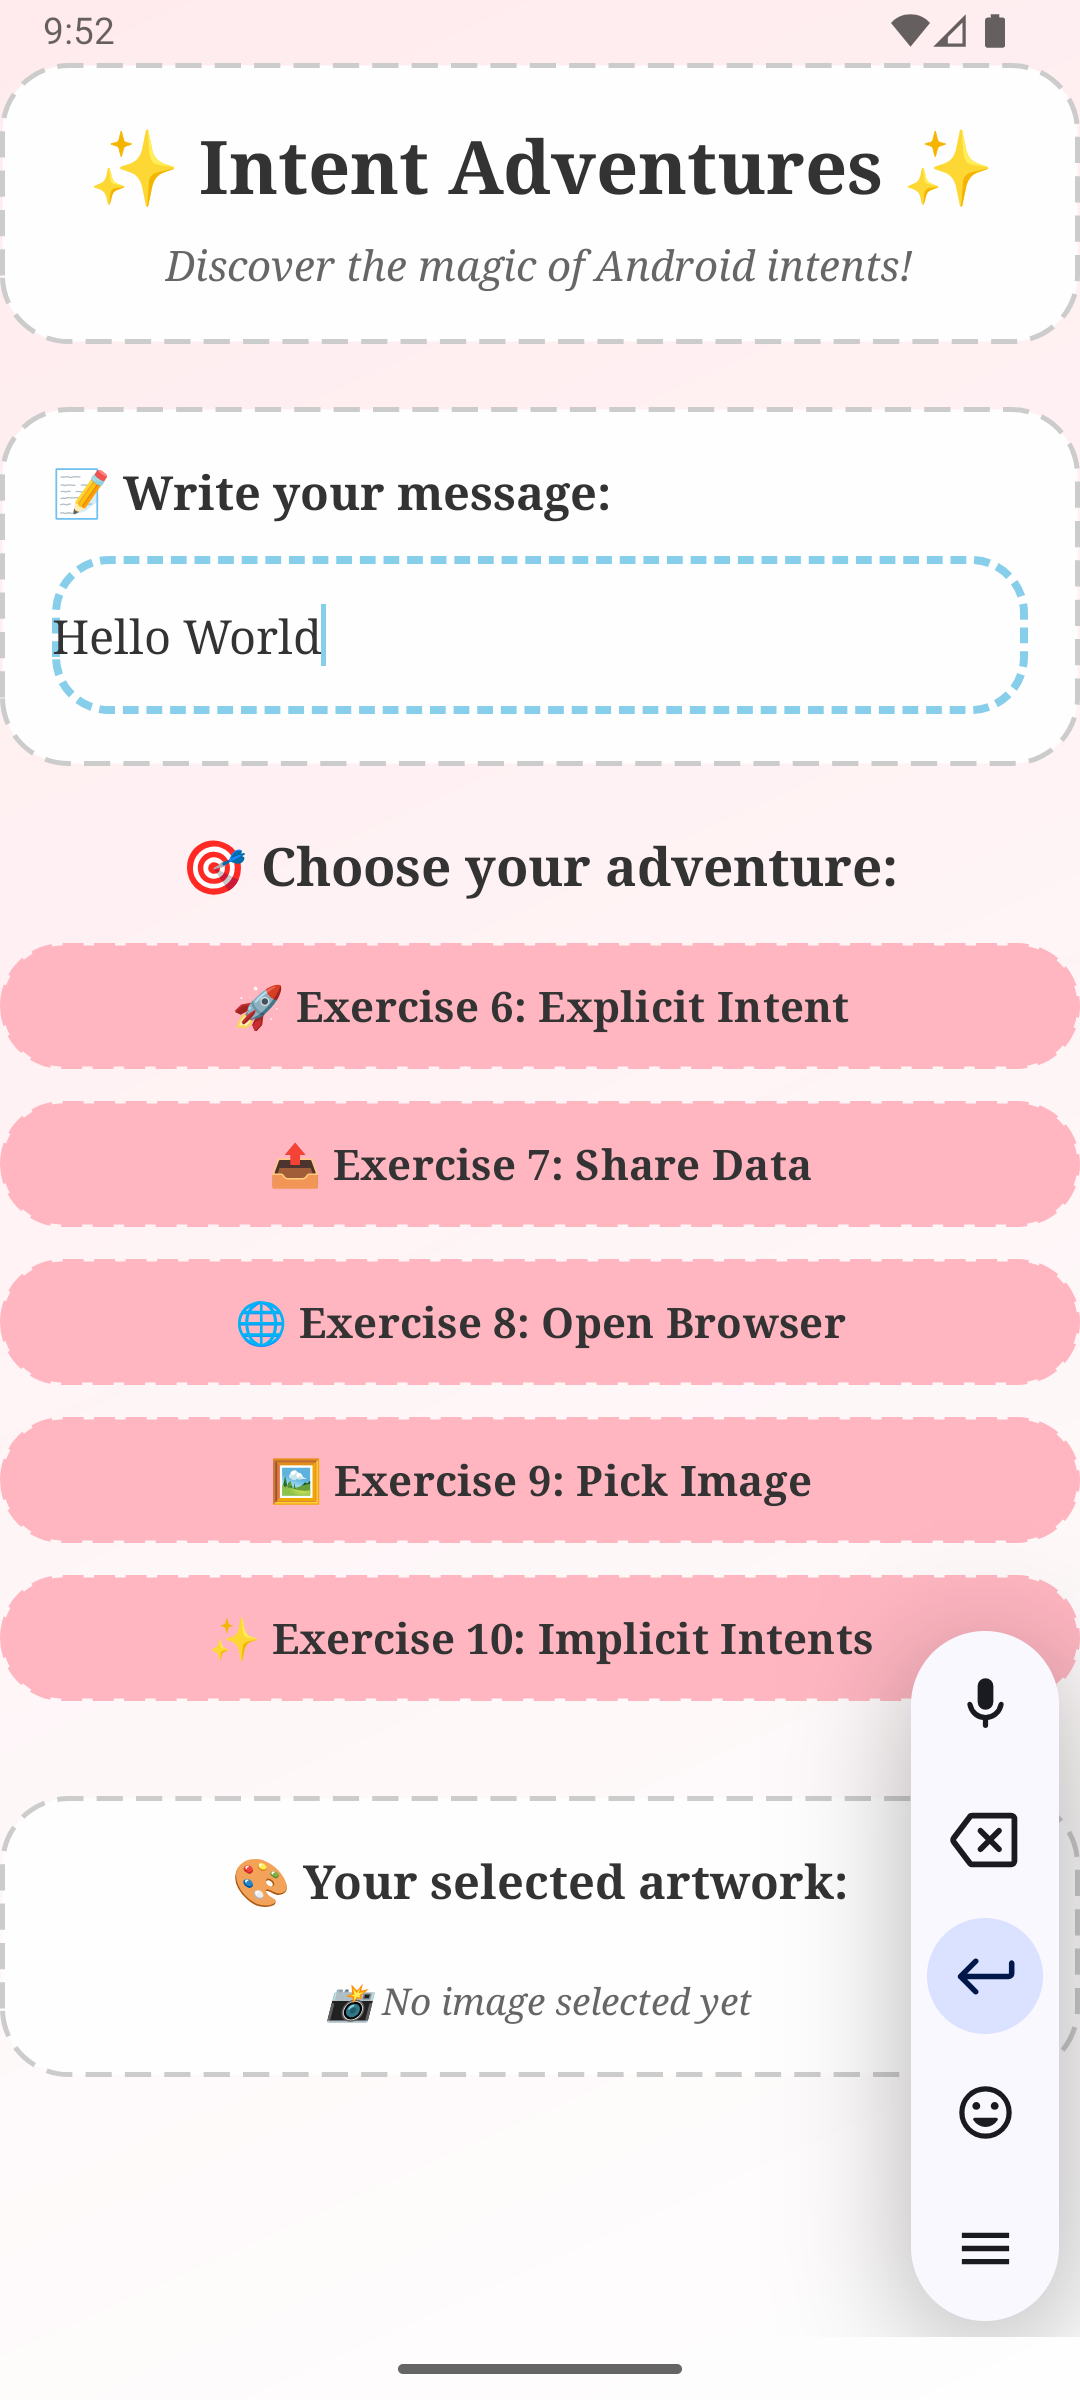 9:52
✨ Intent Adventures ✨
Discover the magic of Android intents!
📝 Write your message:
Hello World
🎯 Choose your adventure:
🚀 Exercise 6: Explicit Intent
📤 Exercise 7: Share Data
🌐 Exercise 8: Open Browser
🖼️ Exercise 9: Pick Image
✨ Exercise 10: Implicit Intents
🎨 Your selected artwork:
📸 No image selected yet